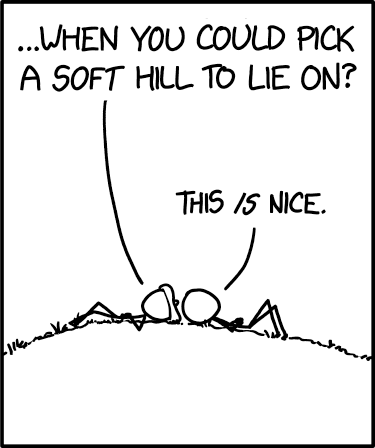 ...WHEN YOU COULD PICK
A SOFT HILL TO LIE ON?
THIS IS NICE.